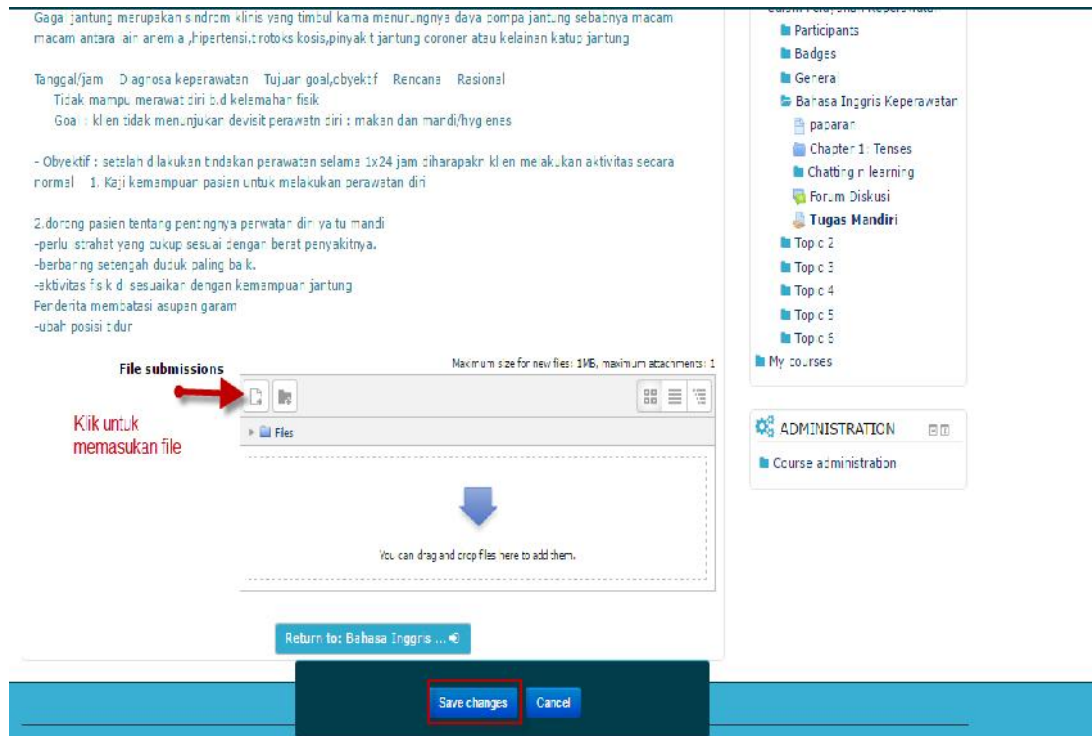 Gagal jantung merupakan sindrom klinis yang timbul karna menurungnya daya pompa jantung sebabnya macam
macam antara lain anemia ,hipertensi,tirotoks kosis,pinyakit jantung coroner atau kelainan katup jantung
Tanggal/jam Diagnosa keperawatan Tujuan goal,obyektif Rencana Rasional
Tidak mampu merawat diri b.d kelemahan fisik
Goal : klien tidak menunjukan devisit perawatn diri : makan dan mandi/hygienes
- Obyektif : setelah dilakukan tindakan perawatan selama 1x24 jam diharapakn klien melakukan aktivitas secara
normal 1. Kaji kemampuan pasien untuk melakukan perawatan diri
2.dorong pasien tentang pentingnya perwatan diri yaitu mandi
-perlu istrahat yang cukup sesuai dengan berat penyakitnya.
-berbaring setengah duduk paling baik.
-aktivitas fisik di sesuaikan dengan kemampuan jantung
Penderita membatasi asupan garam
-ubah posisi tidur
File submissions
Maximum size for new files: 1MB, maximum attachments: 1
Klik untuk
memasukan file
Files
You can drag and drop files here to add them.
Return to: Bahasa Inggris ...
Save changes Cancel
Participants
Badges
General
Bahasa Inggris Keperawatan
paparan
Chapter 1: Tenses
Chatting n learning
Forum Diskusi
Tugas Mandiri
Topic 2
Topic 3
Topic 4
Topic 5
Topic 6
My courses
ADMINISTRATION
Course administration